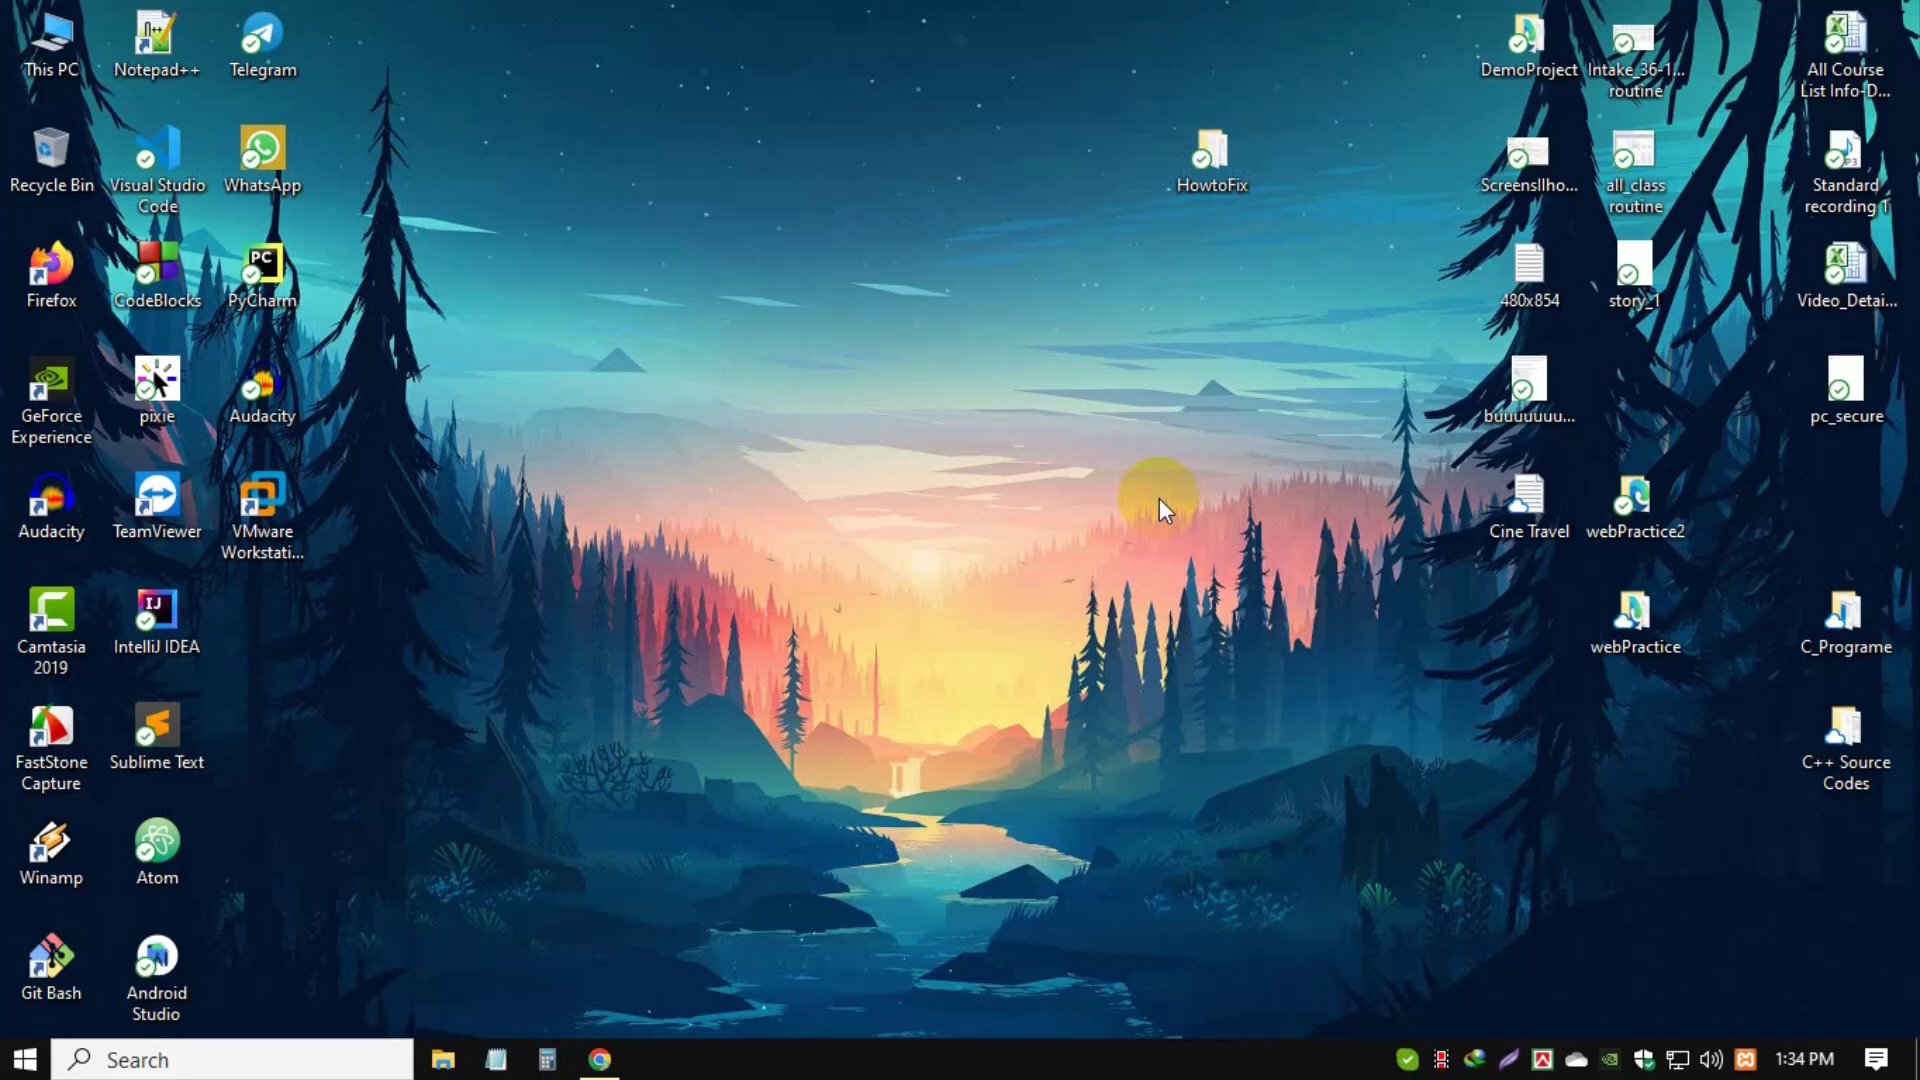 This PC
Notepad++
Telegram
Recycle Bin
Visual Studio
Code
WhatsApp
Firefox
CodeBlocks
PyCharm
GeForce
Experience
pixie
Audacity
Audacity
TeamViewer
VMware
Workstati...
Camtasia
2019
IntelliJ IDEA
FastStone
Capture
Sublime Text
Winamp
Atom
Git Bash
Android
Studio
HowtoFix
DemoProject
Intake_36-1...
routine
All Course
List Info-D...
Screensllho...
all_class
routine
Standard
recording 1
480x854
story_1
Video_Detai...
buuuuuuu...
pc_secure
Cine Travel
webPractice2
webPractice
C_Programe
C++ Source
Codes
Search
1:34 PM